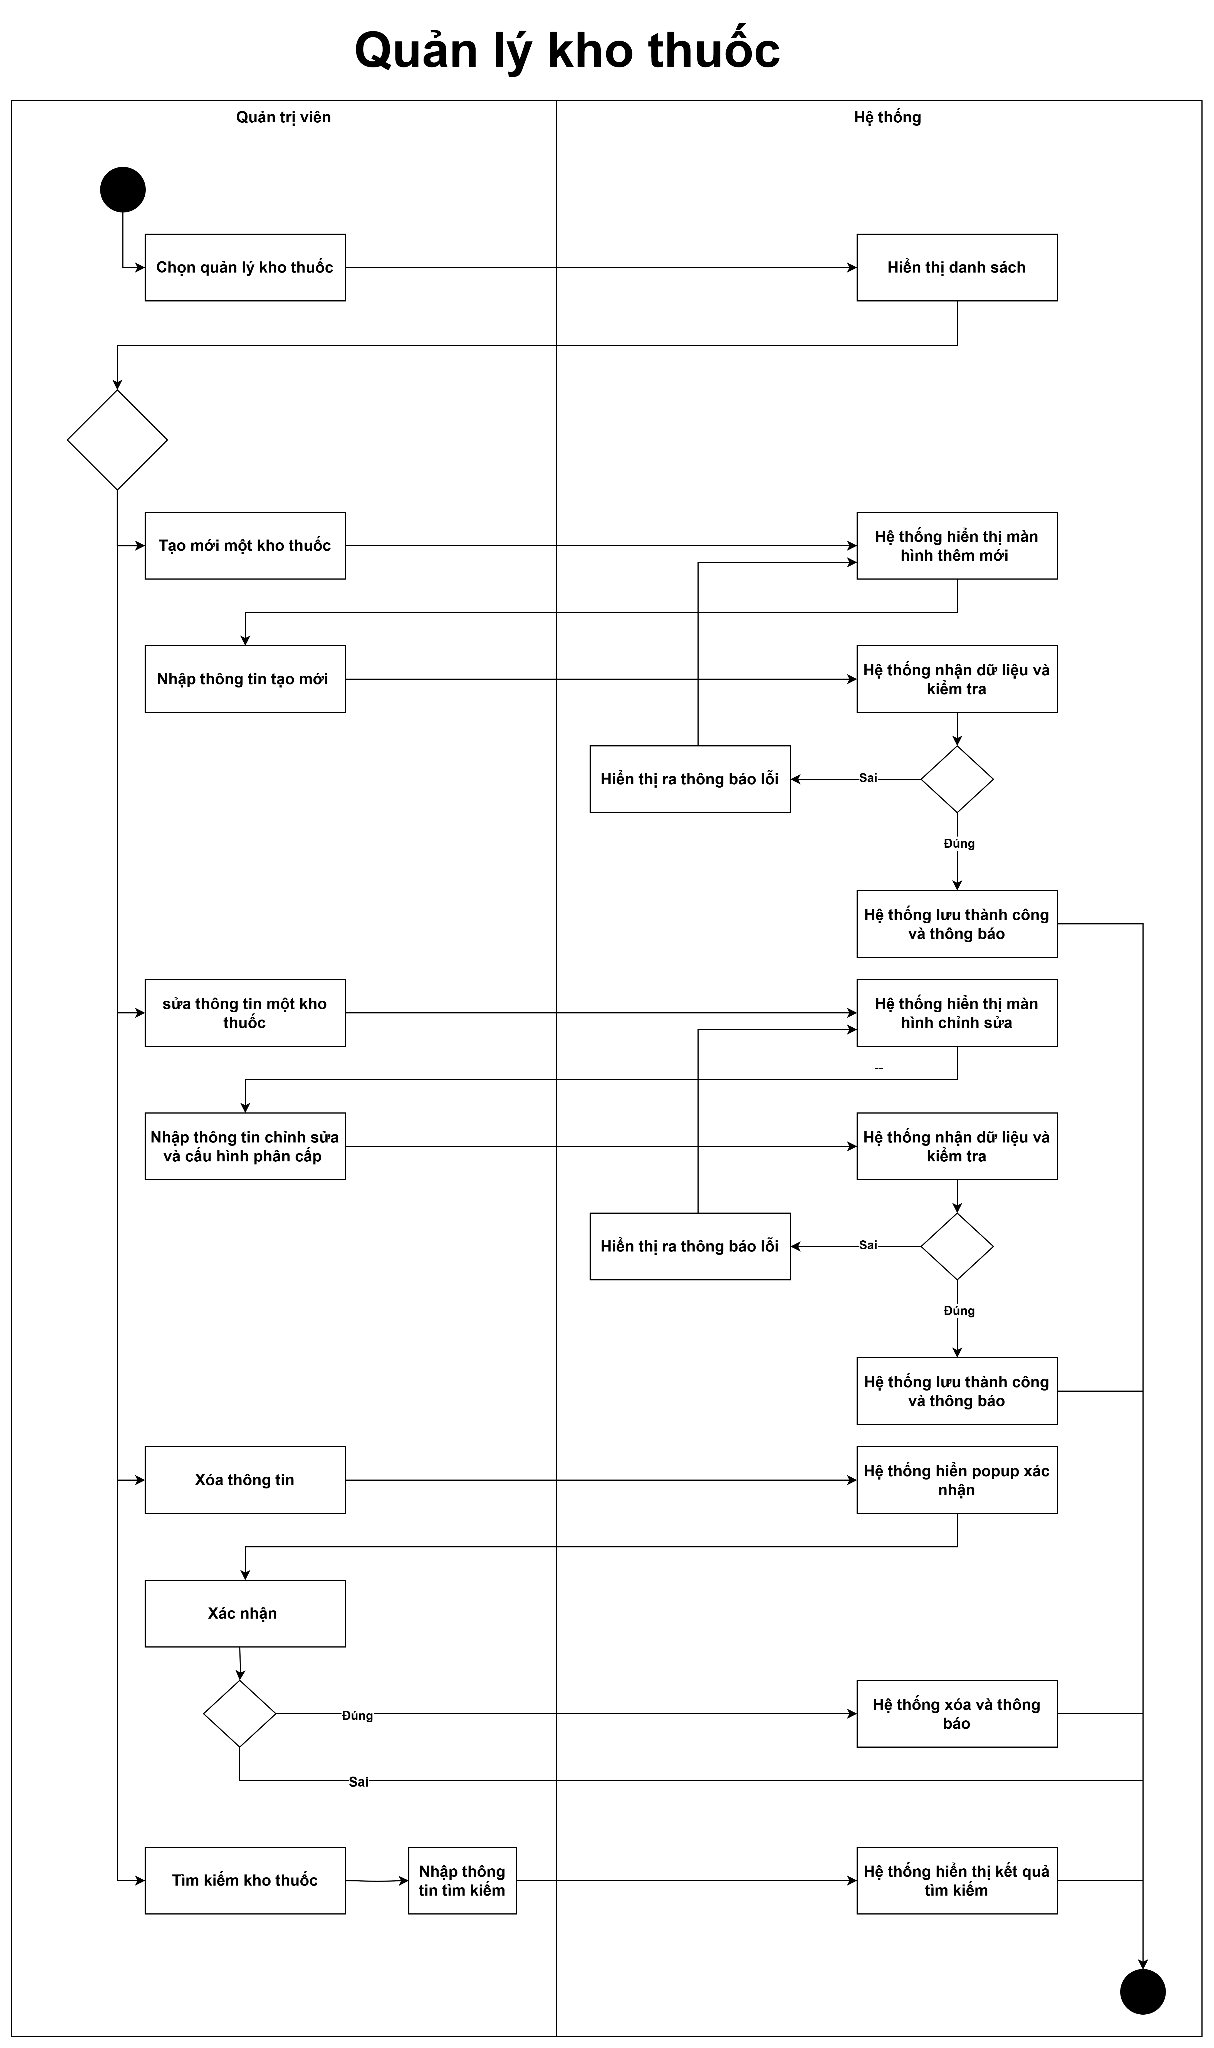 Quản lý kho thuốc
Quản trị viên
Hệ thống
Chọn quản lý kho thuốc
Hiển thị danh sách
Tạo mới một kho thuốc
Hệ thống hiển thị màn
hình thêm mới
Nhập thông tin tạo mới
Hệ thống nhận dữ liệu và
kiểm tra
Hiển thị ra thông báo lỗi
Sai
Đúng
Hệ thống lưu thành công
và thông báo
sửa thông tin một kho
thuốc
Hệ thống hiển thị màn
hình chỉnh sửa
--
Nhập thông tin chỉnh sửa
và cấu hình phân cấp
Hệ thống nhận dữ liệu và
kiểm tra
Hiển thị ra thông báo lỗi
Sai
Đúng
Hệ thống lưu thành công
và thông báo
Xóa thông tin
Hệ thống hiển popup xác
nhận
Xác nhận
Đúng
Hệ thống xóa và thông
báo
Sai
Tìm kiếm kho thuốc
Nhập thông
tin tìm kiếm
Hệ thống hiển thị kết quả
tìm kiếm